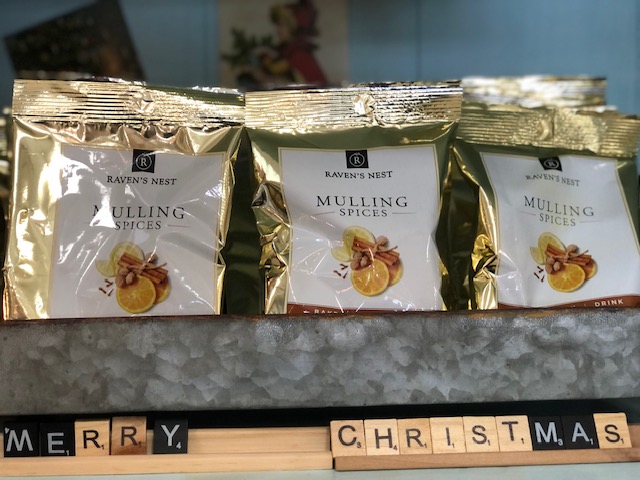 R
RAVEN'S NEST
MULLING
SPICES
R
RAVEN'S NEST
MULLING
SPICES
R
RAVEN'S NEST
MULLING
SPICES
DRINK
MERRY CHRISTMAS